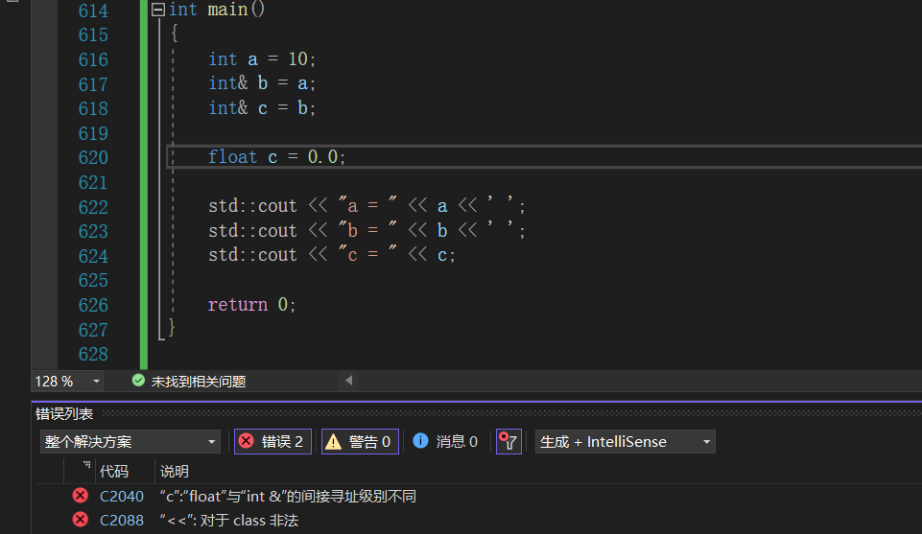 614 int main()
615 {
616 int a = 10;
617 int& b = a;
618 int& c = b;
619
620 float c = 0.0;
621
622 std::cout << "a = " << a << ' ';
623 std::cout << "b = " << b << ' ';
624 std::cout << "c = " << c;
625
626 return 0;
627 }
628
128 % 未找到相关问题
错误列表
整个解决方案 错误 2 警告 0 消息 0 生成 + IntelliSense
代码 说明
C2040 “c”:“float”与“int &”的间接寻址级别不同
C2088 “<<”: 对于 class 非法